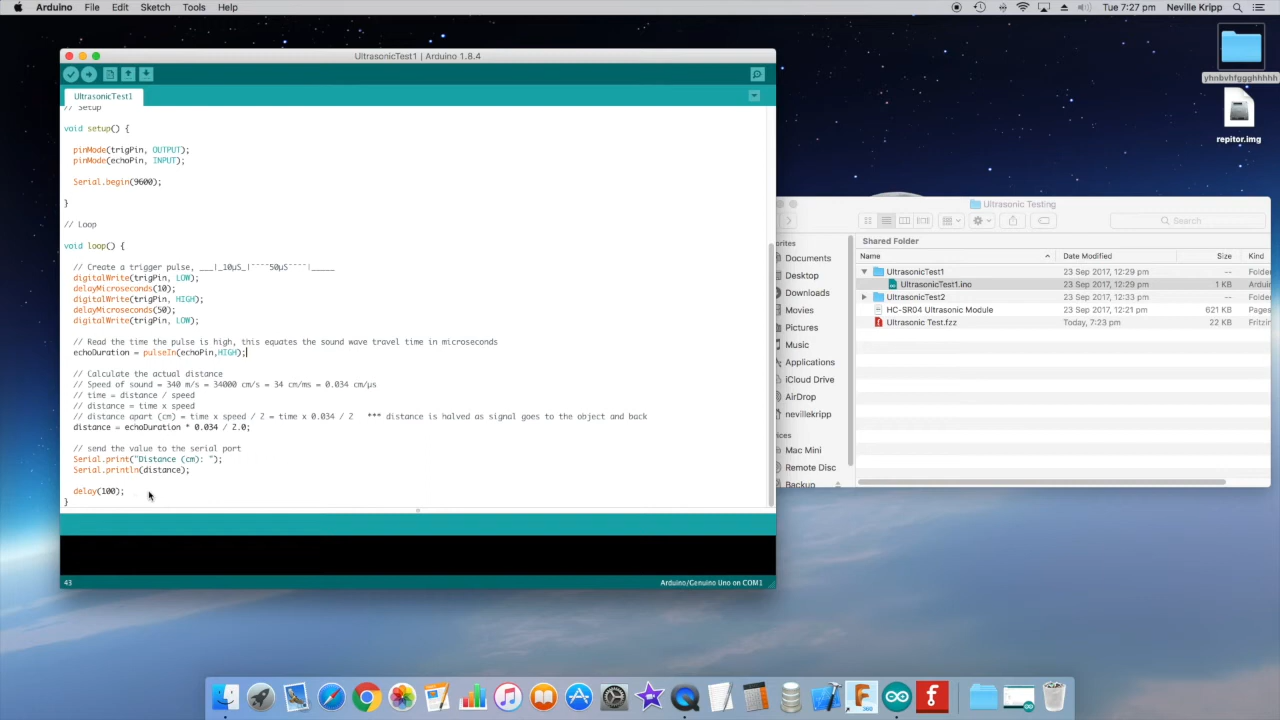 Arduino File Edit Sketch Tools Help
Tue 7:27 pm Neville Kripp
UltrasonicTest1 | Arduino 1.8.4
UltrasonicTest1
// Setup
void setup() {
pinMode(trigPin, OUTPUT);
pinMode(echoPin, INPUT);
Serial.begin(9600);
}
// Loop
void loop() {
// Create a trigger pulse, ___|_10µS_|¯¯¯¯50µS¯¯¯¯|_____
digitalWrite(trigPin, LOW);
delayMicroseconds(10);
digitalWrite(trigPin, HIGH);
delayMicroseconds(50);
digitalWrite(trigPin, LOW);
// Read the time the pulse is high, this equates the sound wave travel time in microseconds
echoDuration = pulseIn(echoPin,HIGH);
// Calculate the actual distance
// Speed of sound = 340 m/s = 34000 cm/s = 34 cm/ms = 0.034 cm/µs
// time = distance / speed
// distance = time x speed
// distance apart (cm) = time x speed / 2 = time x 0.034 / 2 *** distance is halved as signal goes to the object and back
distance = echoDuration * 0.034 / 2.0;
// send the value to the serial port
Serial.print("Distance (cm): ");
Serial.println(distance);
delay(100);
}
43
Arduino/Genuino Uno on COM1
yhnbvhfggghhhhh
repitor.img
Ultrasonic Testing
Search
orites
Documents
Desktop
Downloads
Movies
Pictures
Music
Applications
iCloud Drive
AirDrop
nevillekripp
ices
Mac Mini
Remote Disc
Backup
Shared Folder
Name Date Modified Size Kind
UltrasonicTest1 23 Sep 2017, 12:29 pm -- Folder
UltrasonicTest1.ino 23 Sep 2017, 12:29 pm 1 KB Arduin
UltrasonicTest2 23 Sep 2017, 12:33 pm -- Folder
HC-SR04 Ultrasonic Module 23 Sep 2017, 12:21 pm 621 KB Pages
Ultrasonic Test.fzz Today, 7:23 pm 22 KB Fritzin